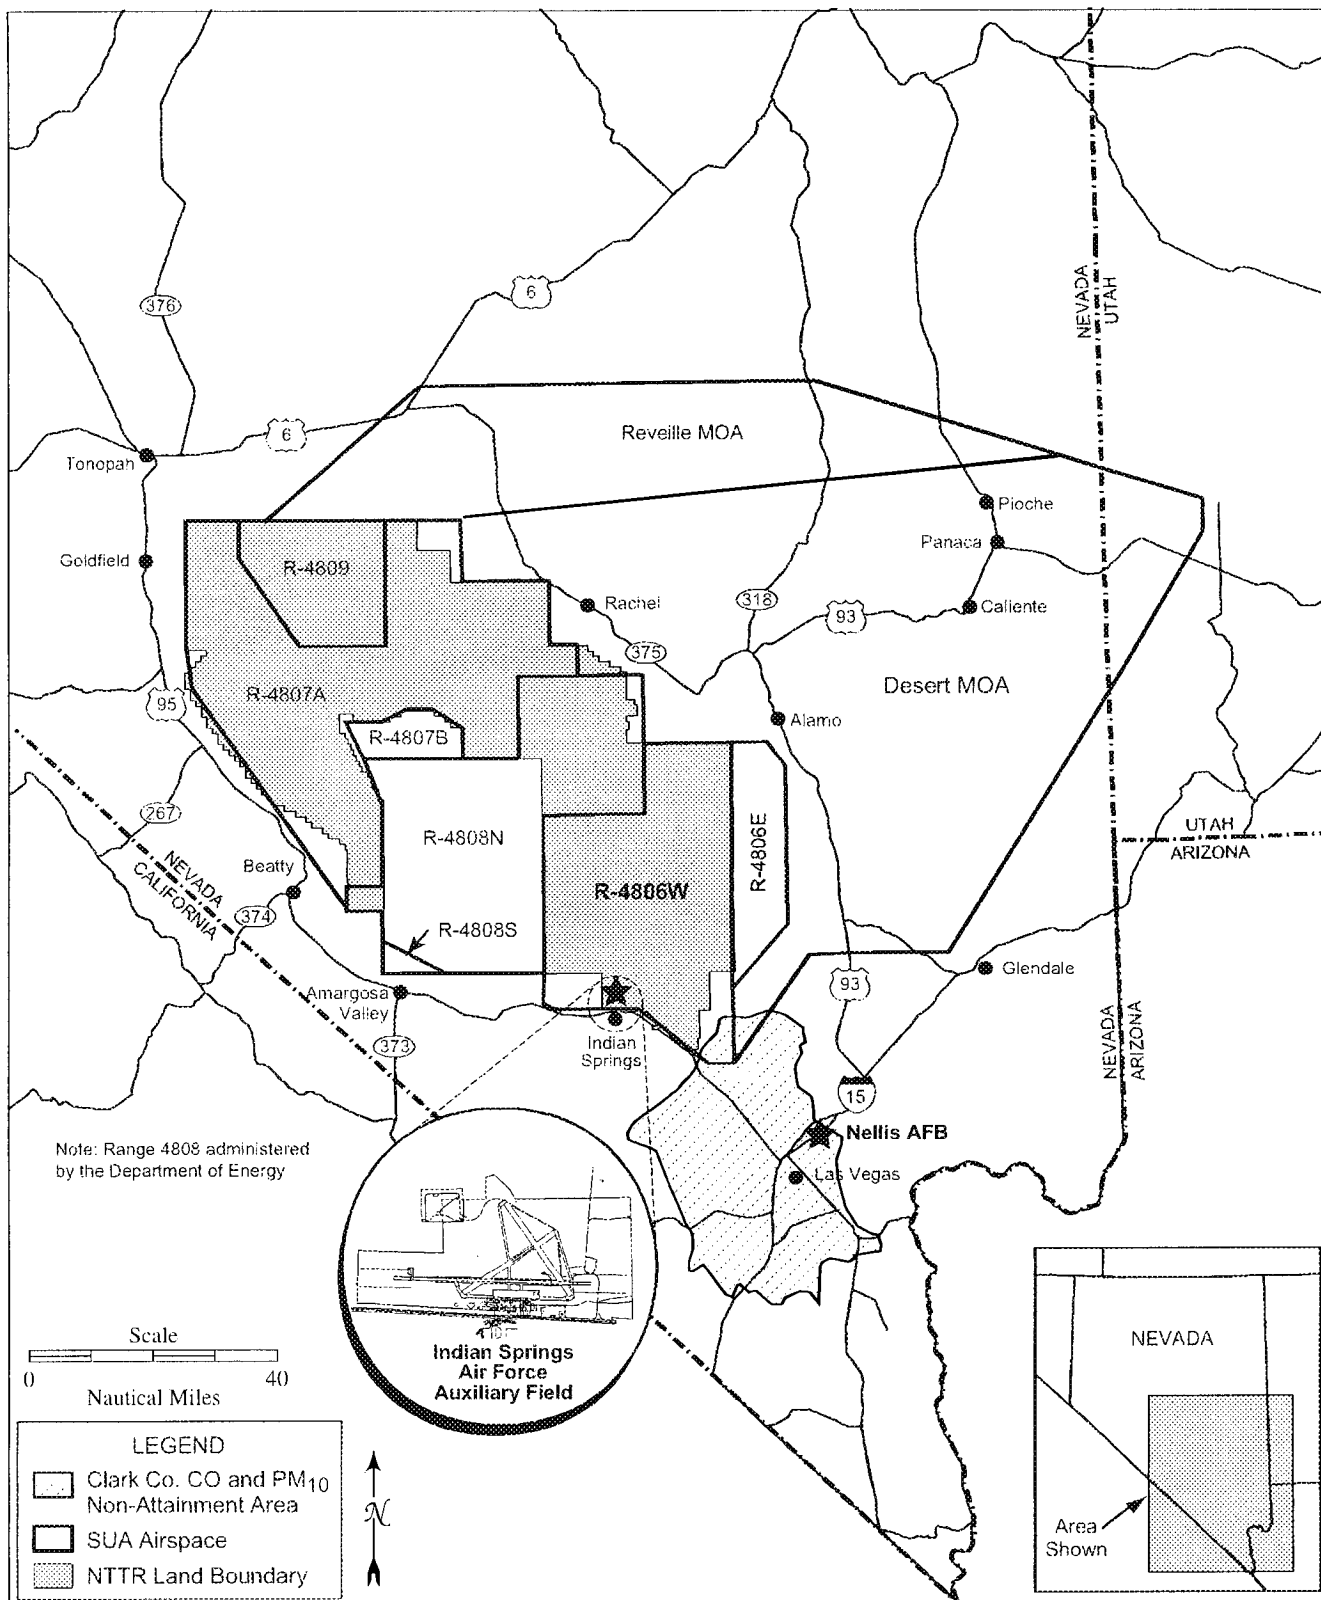 376
6
NEVADA
UTAH
6
Reveille MOA
Tonopah
Pioche
Panaca
Goldfield
R-4809
Rachel
318
93
Caliente
375
R-4807A
Desert MOA
95
Alamo
R-4807B
267
R-4808N
R-4806E
UTAH
ARIZONA
NEVADA
CALIFORNIA
Beatty
R-4806W
374
R-4808S
Glendale
93
Amargosa
Valley
Indian
Springs
373
NEVADA
ARIZONA
15
Nellis AFB
Las Vegas
Note: Range 4808 administered
by the Department of Energy
Indian Springs
Air Force
Auxiliary Field
Scale
0 40
Nautical Miles
LEGEND
Clark Co. CO and PM10
Non-Attainment Area
SUA Airspace
NTTR Land Boundary
N
NEVADA
Area
Shown